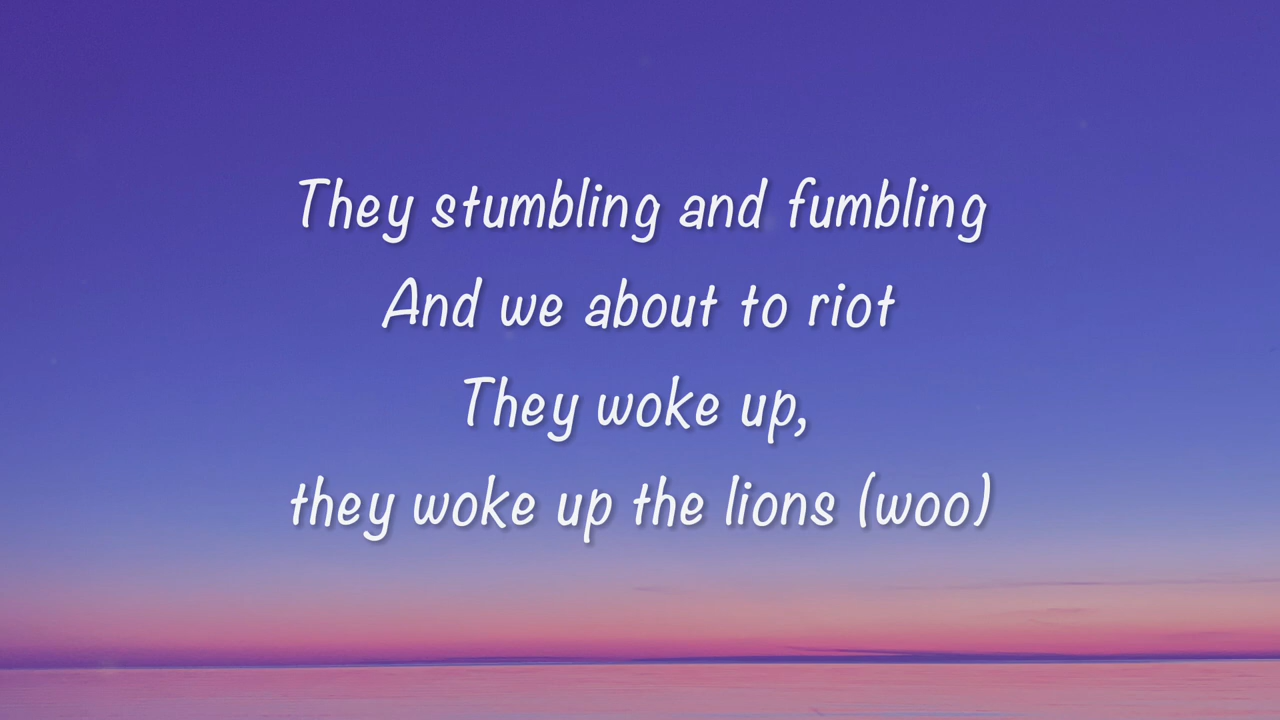 They stumbling and fumbling
And we about to riot
They woke up,
they woke up the lions (woo)